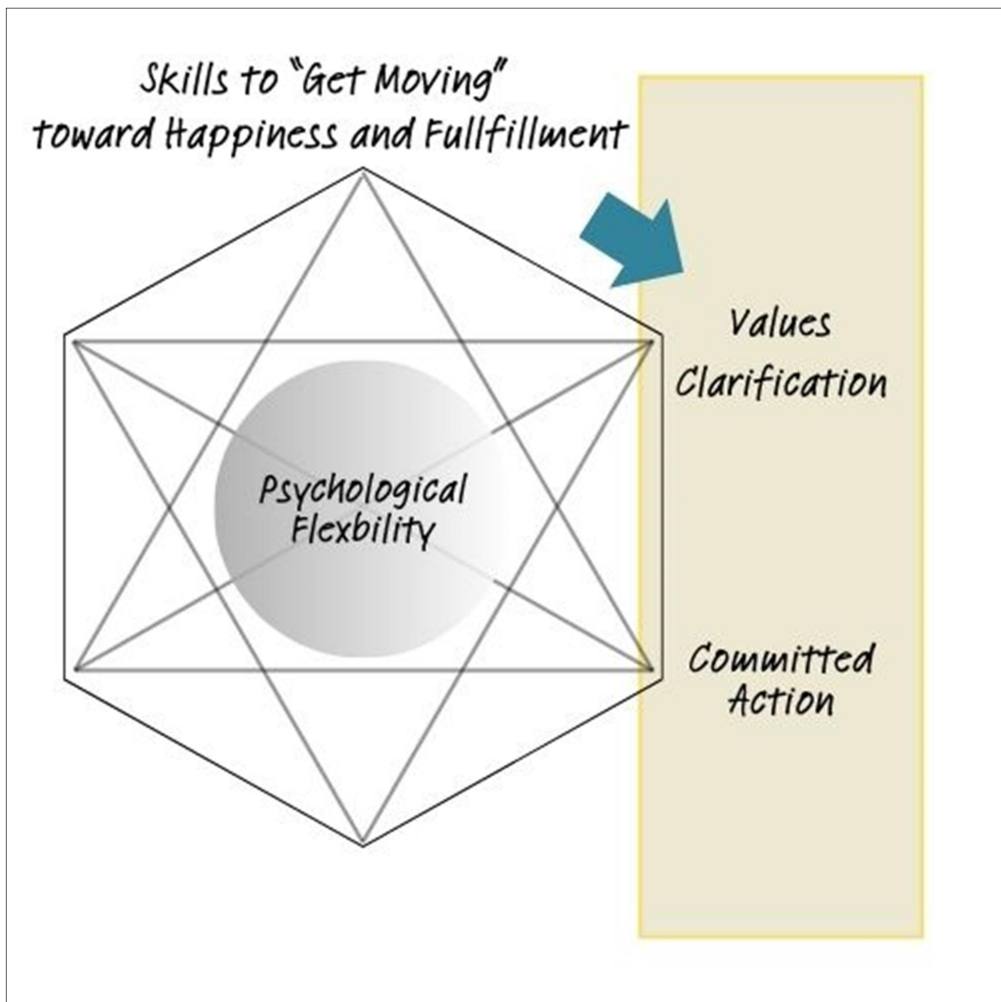 Skills to "Get Moving"
toward Happiness and Fullfillment
Values
Clarification
Psychological
Flexbility
Committed
Action